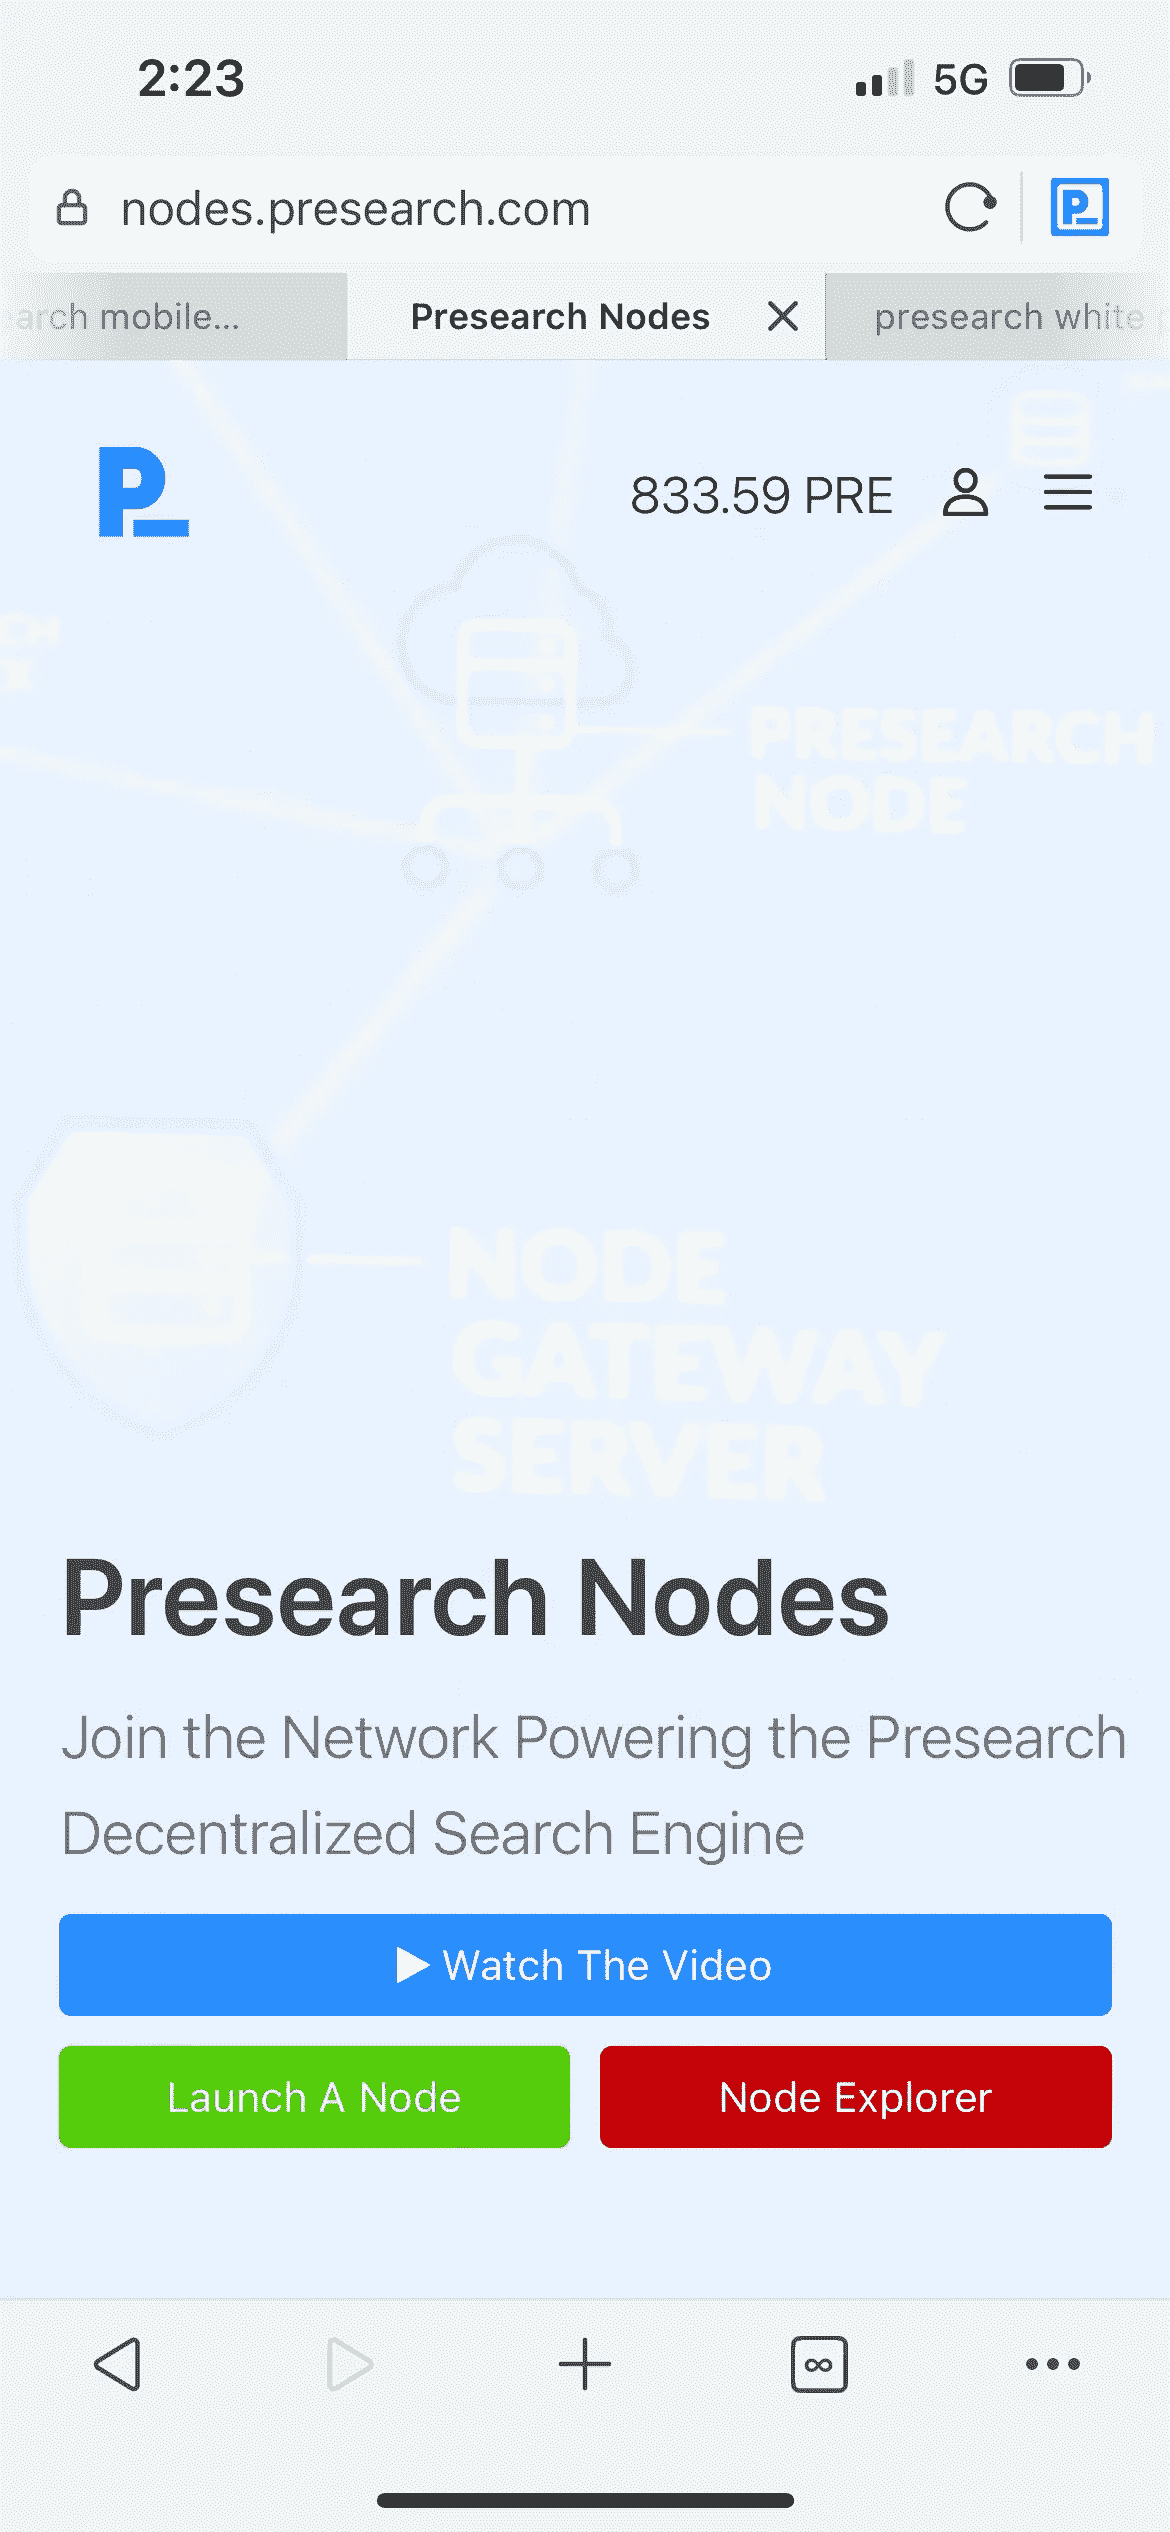 2:23
5G
nodes.presearch.com
arch mobile...
Presearch Nodes
presearch white
833.59 PRE
CH
PRESEARCH
NODE
NODE
GATEWAY
SERVER
Presearch Nodes
Join the Network Powering the Presearch
Decentralized Search Engine
Watch The Video
Launch A Node
Node Explorer